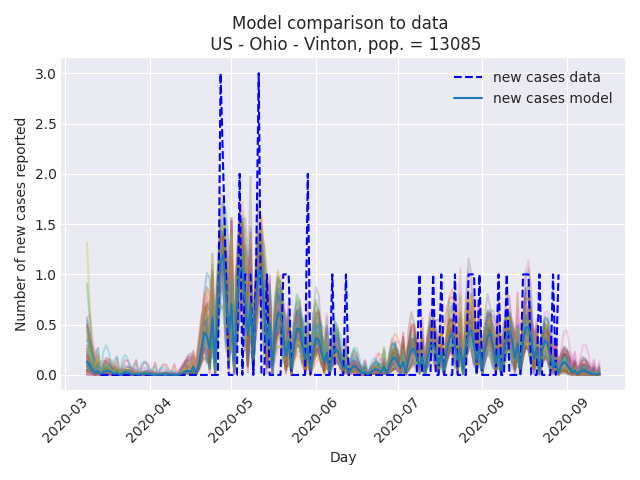 Model comparison to data
US - Ohio - Vinton, pop. = 13085
new cases data
new cases model
Number of new cases reported
3.0
2.5
2.0
1.5
1.0
0.5
0.0
2020-03
2020-04
2020-05
2020-06
2020-07
2020-08
2020-09
Day